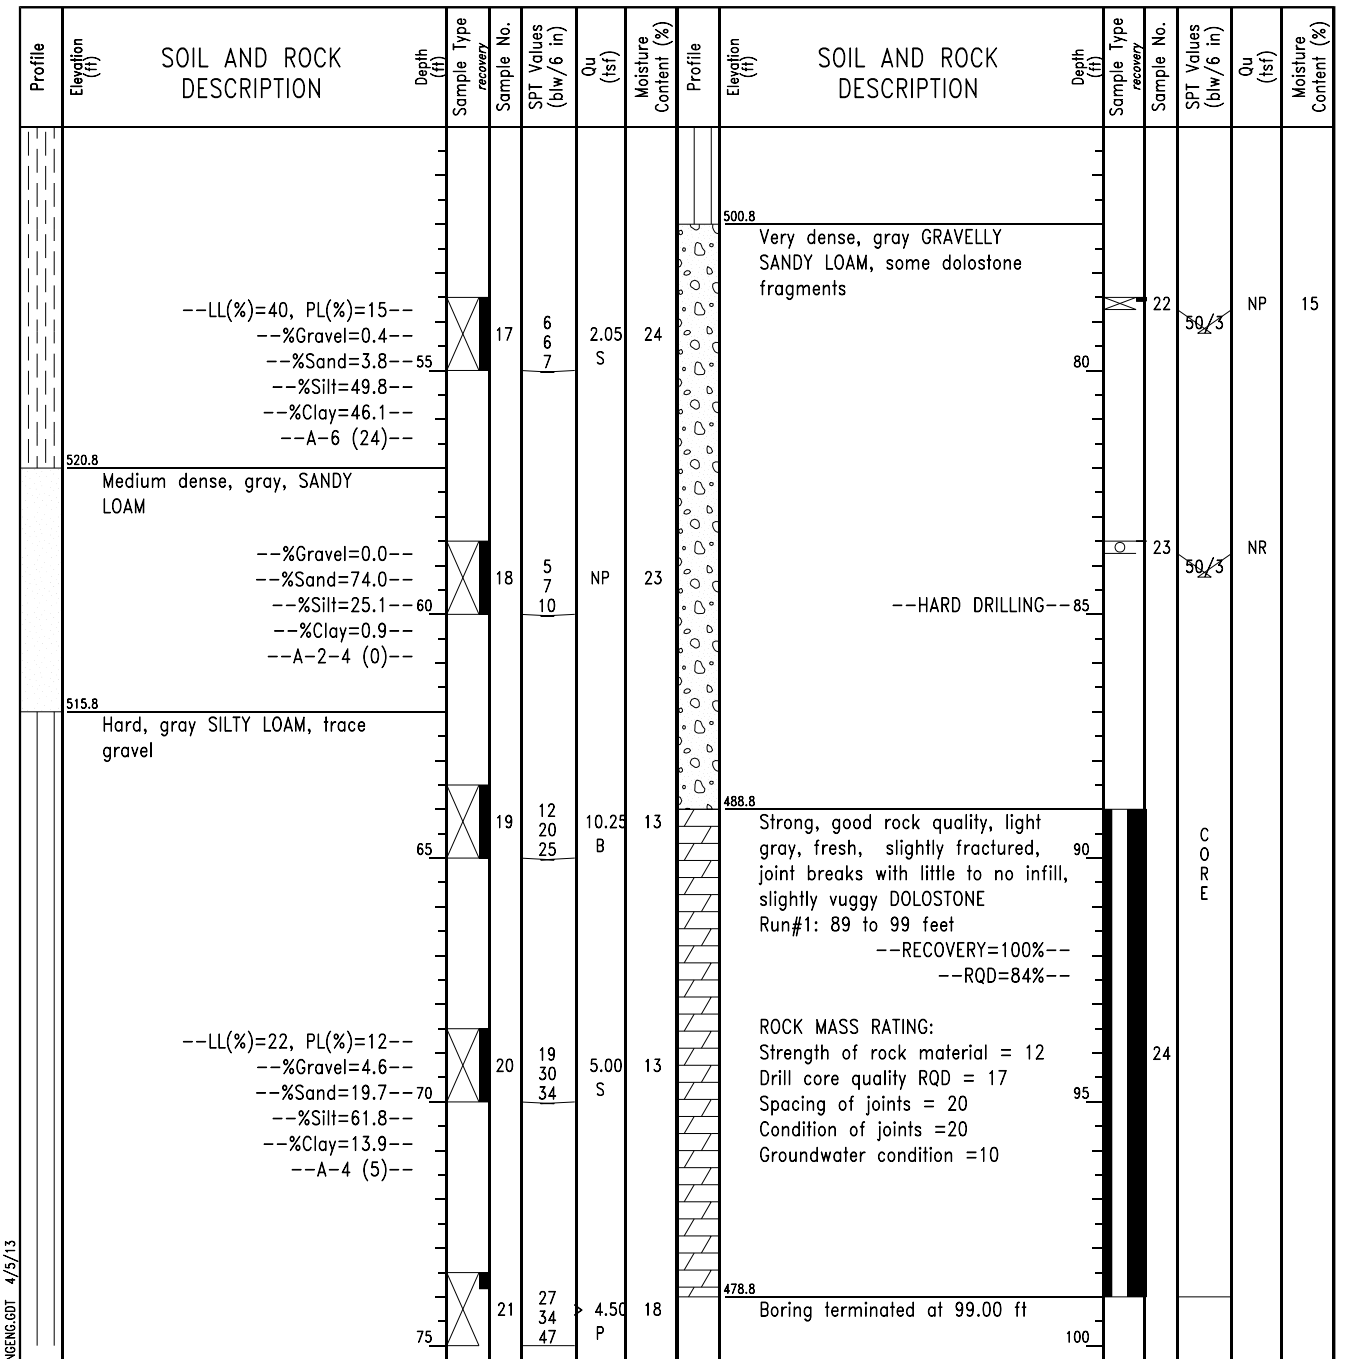 Profile
Elevation (ft)
SOIL AND ROCK
DESCRIPTION
Depth (ft)
Sample Type
recovery
Sample No.
SPT Values (blw/6 in)
Qu (tsf)
Moisture Content (%)
Profile
Elevation (ft)
SOIL AND ROCK
DESCRIPTION
Depth (ft)
Sample Type
recovery
Sample No.
SPT Values (blw/6 in)
Qu (tsf)
Moisture Content (%)
--LL(%)=40, PL(%)=15--
--%Gravel=0.4--
--%Sand=3.8-- 55
--%Silt=49.8--
--%Clay=46.1--
--A-6 (24)--
17
6
6
7
2.05
S
24
520.8
Medium dense, gray, SANDY
LOAM
--%Gravel=0.0--
--%Sand=74.0--
--%Silt=25.1-- 60
--%Clay=0.9--
--A-2-4 (0)--
18
5
7
10
NP
23
515.8
Hard, gray SILTY LOAM, trace
gravel
65
19
12
20
25
10.25
B
13
--LL(%)=22, PL(%)=12--
--%Gravel=4.6--
--%Sand=19.7-- 70
--%Silt=61.8--
--%Clay=13.9--
--A-4 (5)--
20
19
30
34
5.00
S
13
75
21
27
34
47
> 4.50
P
18
500.8
Very dense, gray GRAVELLY
SANDY LOAM, some dolostone
fragments
22
50/3
NP
15
80
23
50/3
NR
--HARD DRILLING-- 85
488.8
Strong, good rock quality, light
gray, fresh, slightly fractured, 90
joint breaks with little to no infill,
slightly vuggy DOLOSTONE
Run#1: 89 to 99 feet
--RECOVERY=100%--
--RQD=84%--
C
O
R
E
ROCK MASS RATING:
Strength of rock material = 12
Drill core quality RQD = 17
Spacing of joints = 20
Condition of joints =20
Groundwater condition =10
24
95
478.8
Boring terminated at 99.00 ft
100
NGENG.GDT 4/5/13